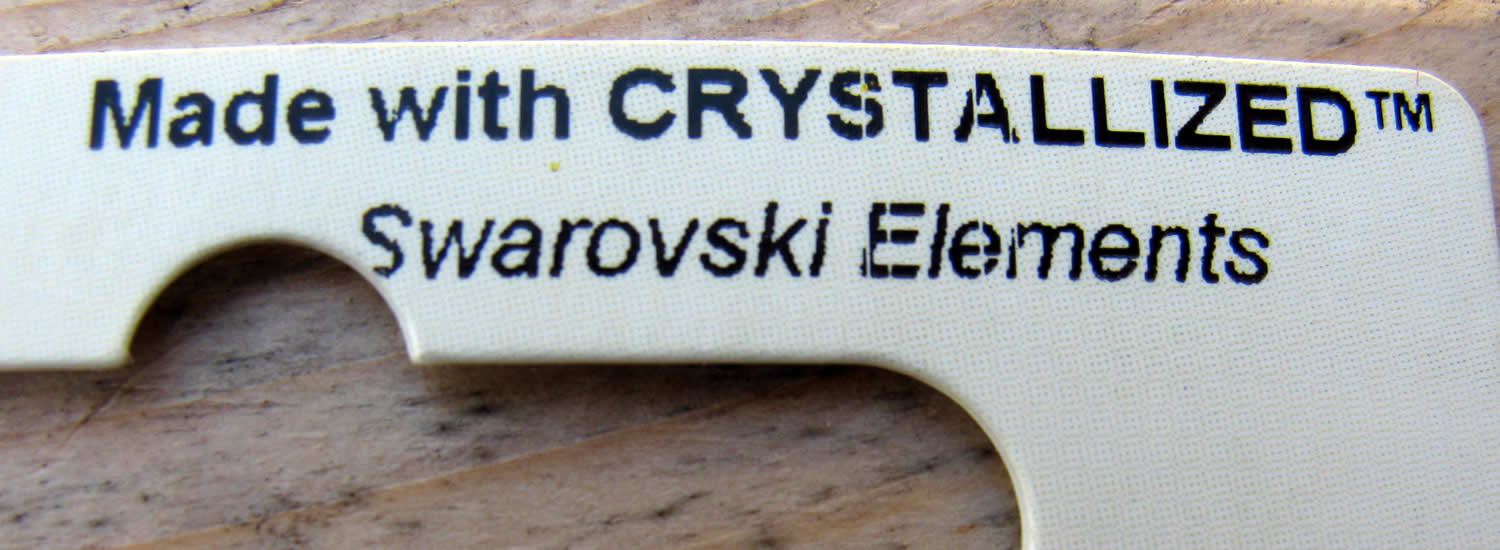 Made with CRYSTALLIZED™
Swarovski Elements